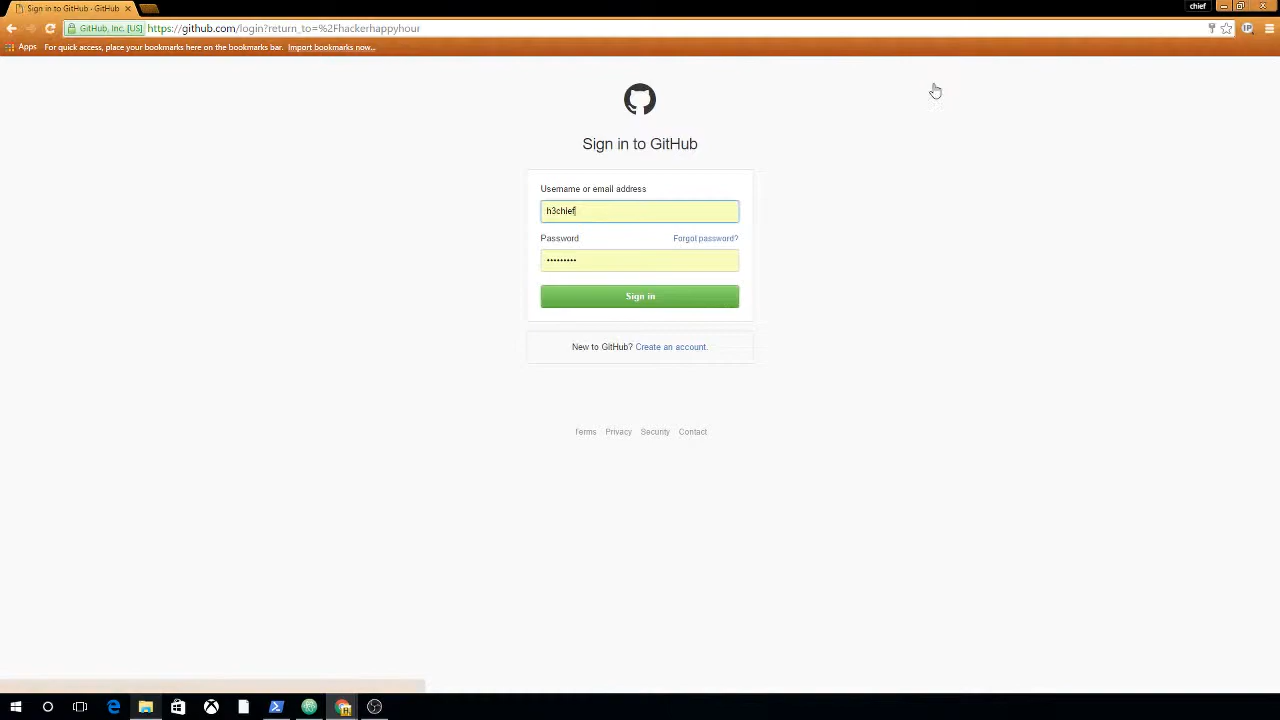 Sign in to GitHub · GitHub
chief
GitHub, Inc. [US]
https://github.com/login?return_to=%2Fhackerhappyhour
Apps
For quick access, place your bookmarks here on the bookmarks bar.
Import bookmarks now...
Sign in to GitHub
Username or email address
h3chief
Password
Forgot password?
•••••••••
Sign in
New to GitHub? Create an account.
Terms
Privacy
Security
Contact